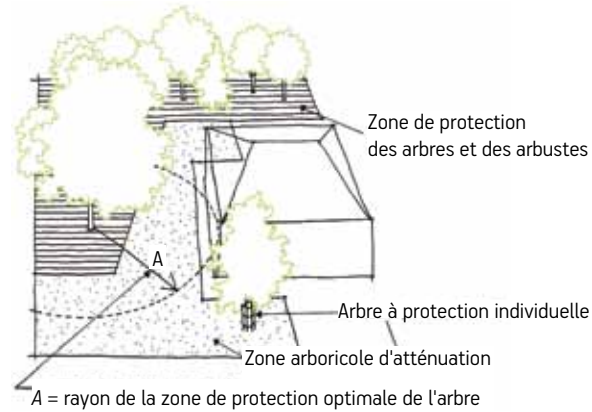 Zone de protection
des arbres et des arbustes
A
Arbre à protection individuelle
Zone arboricole d'atténuation
A = rayon de la zone de protection optimale de l'arbre